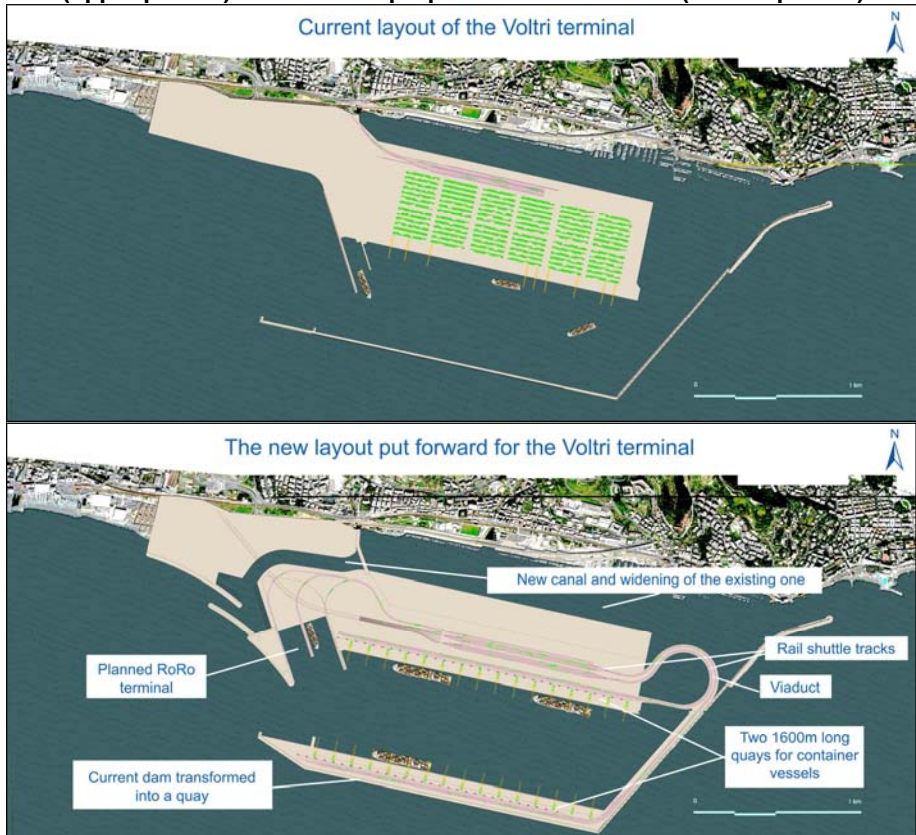 Current layout of the Voltri terminal
N
0 1 km
The new layout put forward for the Voltri terminal
N
New canal and widening of the existing one
Rail shuttle tracks
Planned RoRo
terminal
Viaduct
Two 1600m long
quays for container
vessels
Current dam transformed
into a quay
0 1 km